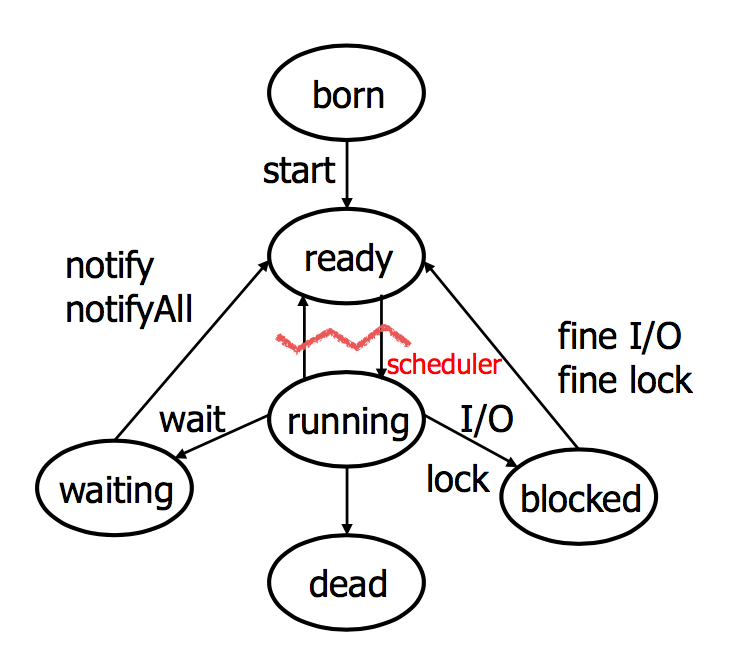 born
start
ready
notify
notifyAll
fine I/O
fine lock
scheduler
wait
running
I/O
lock
waiting
blocked
dead